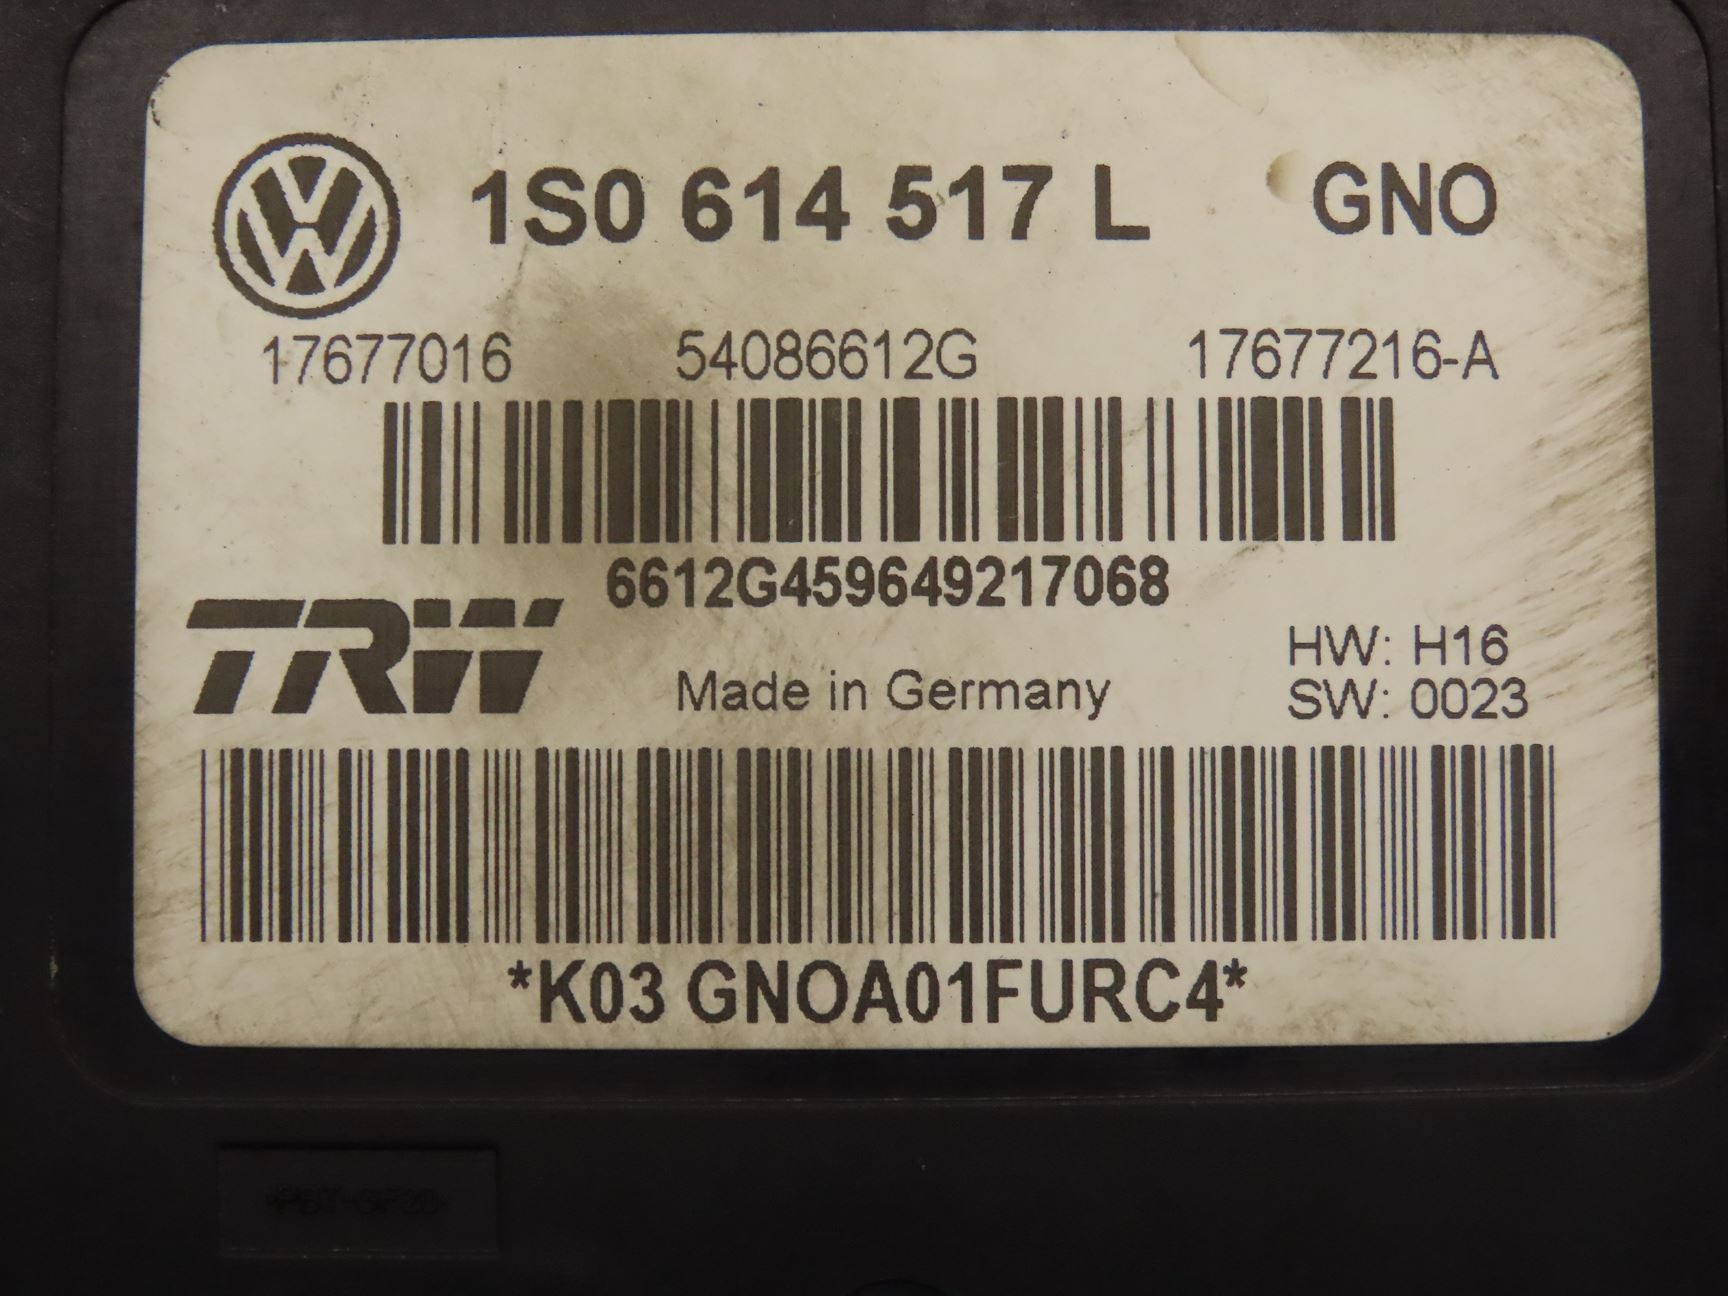 1S0 614 517 L GNO
17677016 54086612G 17677216-A
6612G459649217068
TRW
Made in Germany
HW: H16
SW: 0023
*K03 GNOA01FURC4*